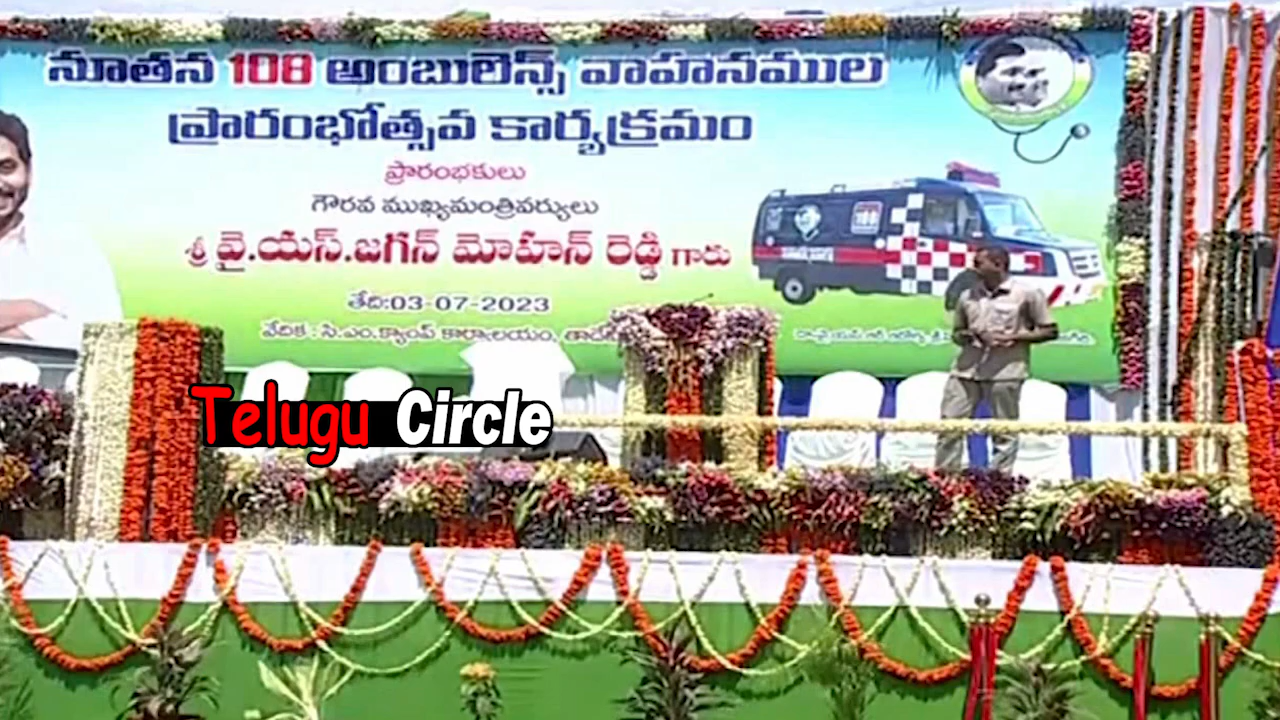 నూతన 108 అంబులెన్స్ వాహనముల
ప్రారంభోత్సవ కార్యక్రమం
ప్రారంభకులు
గౌరవ ముఖ్యమంత్రివర్యులు
శ్రీ వై.యస్.జగన్ మోహన్ రెడ్డి గారు
తేది:03-07-2023
వేదిక : సి.ఎం.క్యాంప్ కార్యాలయం,
108
Telugu Circle